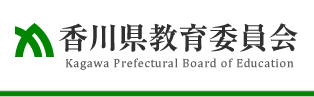 香川県教育委員会
Kagawa Prefectural Board of Education